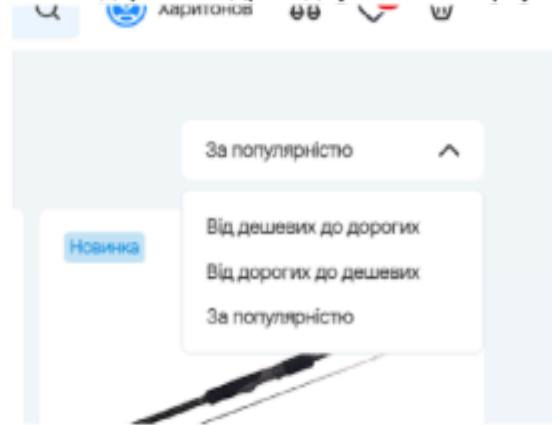 Харитонов
За популярністю
Від дешевих до дорогих
Новинка
Від дорогих до дешевих
За популярністю